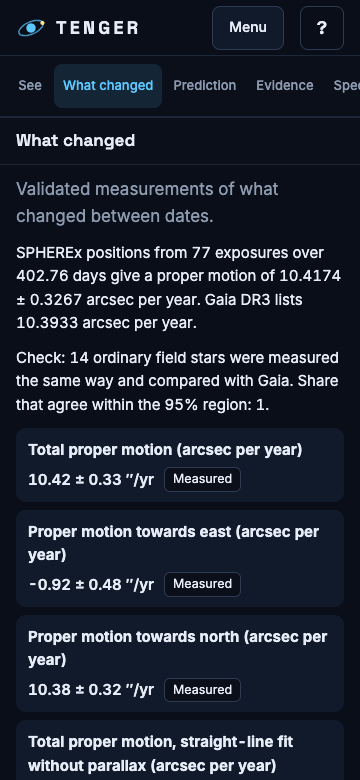 TENGER
Menu
?
See
What changed
Prediction
Evidence
Spe
What changed
Validated measurements of what
changed between dates.
SPHEREx positions from 77 exposures over
402.76 days give a proper motion of 10.4174
± 0.3267 arcsec per year. Gaia DR3 lists
10.3933 arcsec per year.
Check: 14 ordinary field stars were measured
the same way and compared with Gaia. Share
that agree within the 95% region: 1.
Total proper motion (arcsec per year)
10.42 ± 0.33 ″/yr Measured
Proper motion towards east (arcsec per
year)
-0.92 ± 0.48 ″/yr Measured
Proper motion towards north (arcsec per
year)
10.38 ± 0.32 ″/yr Measured
Total proper motion, straight-line fit
without parallax (arcsec per year)